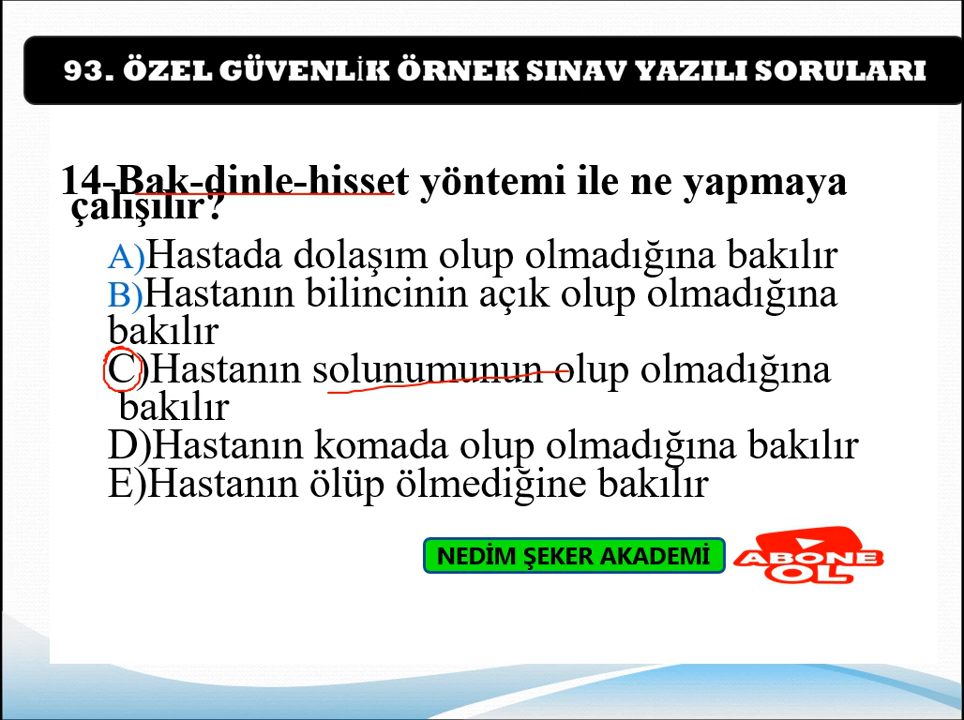 93. ÖZEL GÜVENLİK ÖRNEK SINAV YAZILI SORULARI
14-Bak-dinle-hisset yöntemi ile ne yapmaya
çalışılır?
A)Hastada dolaşım olup olmadığına bakılır
B)Hastanın bilincinin açık olup olmadığına
bakılır
C)Hastanın solunumunun olup olmadığına
bakılır
D)Hastanın komada olup olmadığına bakılır
E)Hastanın ölüp ölmediğine bakılır
NEDİM ŞEKER AKADEMİ
ABONE
OL